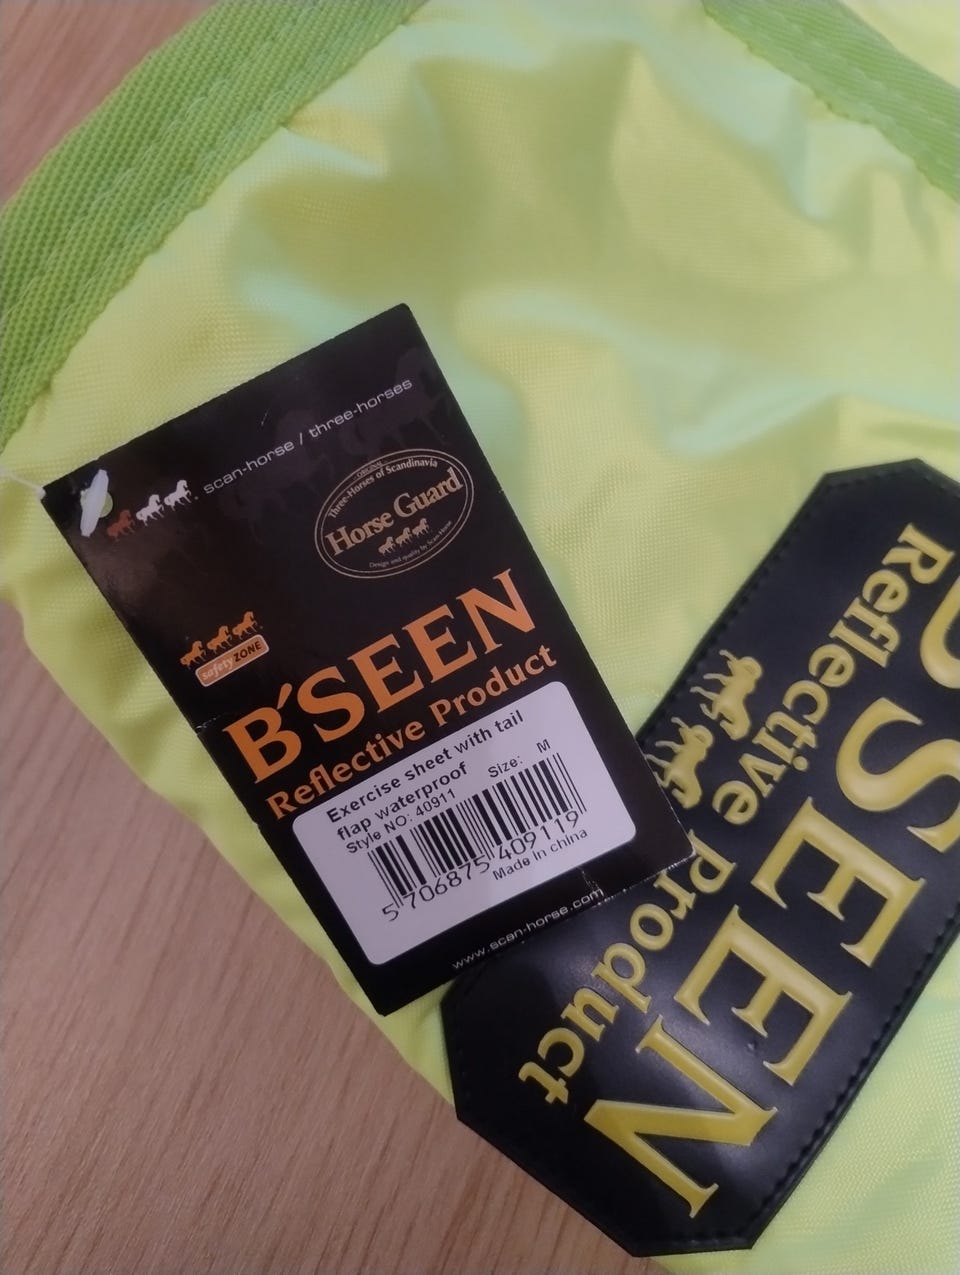 scan-horse / three-horses
ORIGINAL
Three-Horses of Scandinavia
Horse Guard
Design and quality by Scan-Horse
safety ZONE
B'SEEN
Reflective Product
Exercise sheet with tail
flap waterproof
Style NO: 40911 Size: M
5 706875 409119
Made in china
www.scan-horse.com
SEEN
Reflective Product